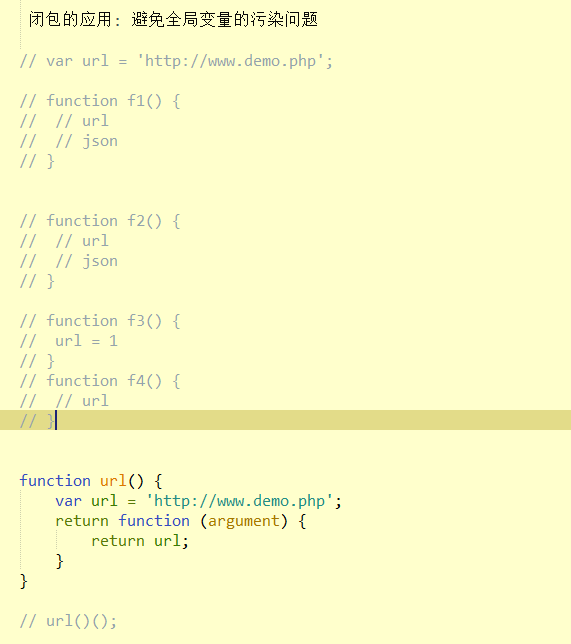 闭包的应用: 避免全局变量的污染问题
// var url = 'http://www.demo.php';
// function f1() {
//  // url
//  // json
// }
// function f2() {
//  // url
//  // json
// }
// function f3() {
//  url = 1
// }
// function f4() {
//  // url
// }
function url() {
    var url = 'http://www.demo.php';
    return function (argument) {
        return url;
    }
}
// url()();